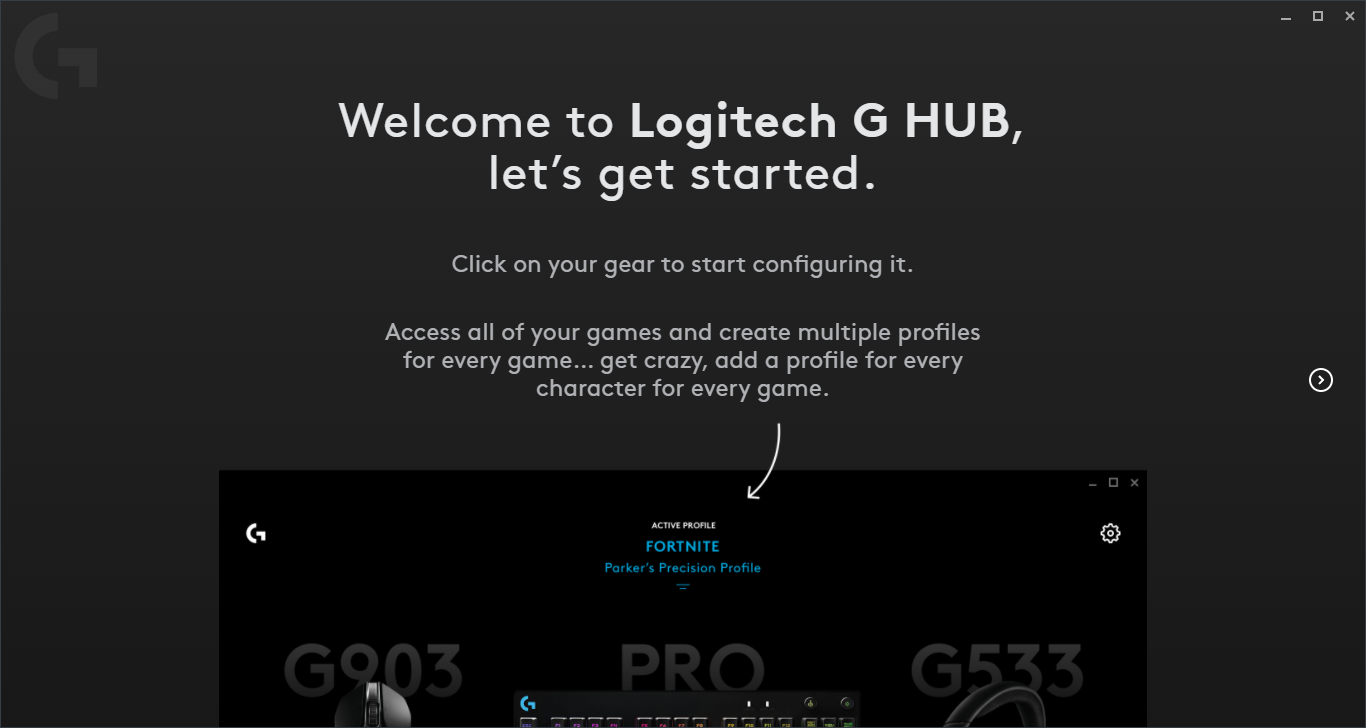 Welcome to Logitech G HUB,
let’s get started.
Click on your gear to start configuring it.
Access all of your games and create multiple profiles
for every game... get crazy, add a profile for every
character for every game.
ACTIVE PROFILE
FORTNITE
Parker’s Precision Profile
G903 PRO G533